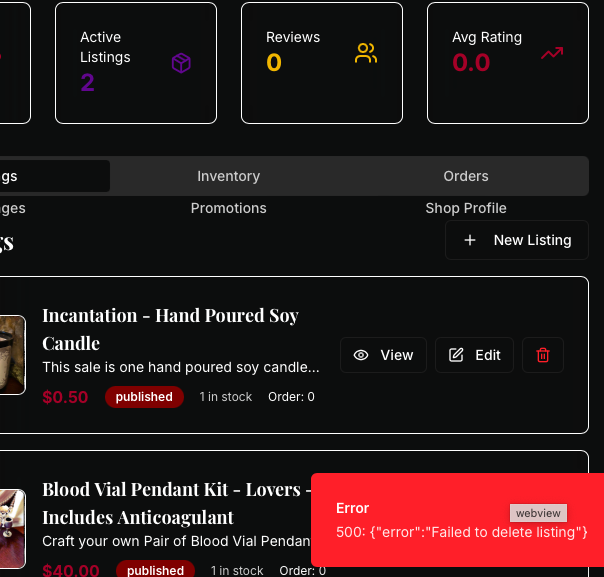 Active
Listings
2
Reviews
0
Avg Rating
0.0
gs
Inventory
Orders
ges
Promotions
Shop Profile
gs
+ New Listing
Incantation - Hand Poured Soy
Candle
This sale is one hand poured soy candle...
$0.50 published 1 in stock Order: 0
View
Edit
Blood Vial Pendant Kit - Lovers -
Includes Anticoagulant
Craft your own Pair of Blood Vial Pendan
$40.00 published 1 in stock Order: 0
Error
webview
500: {"error":"Failed to delete listing"}